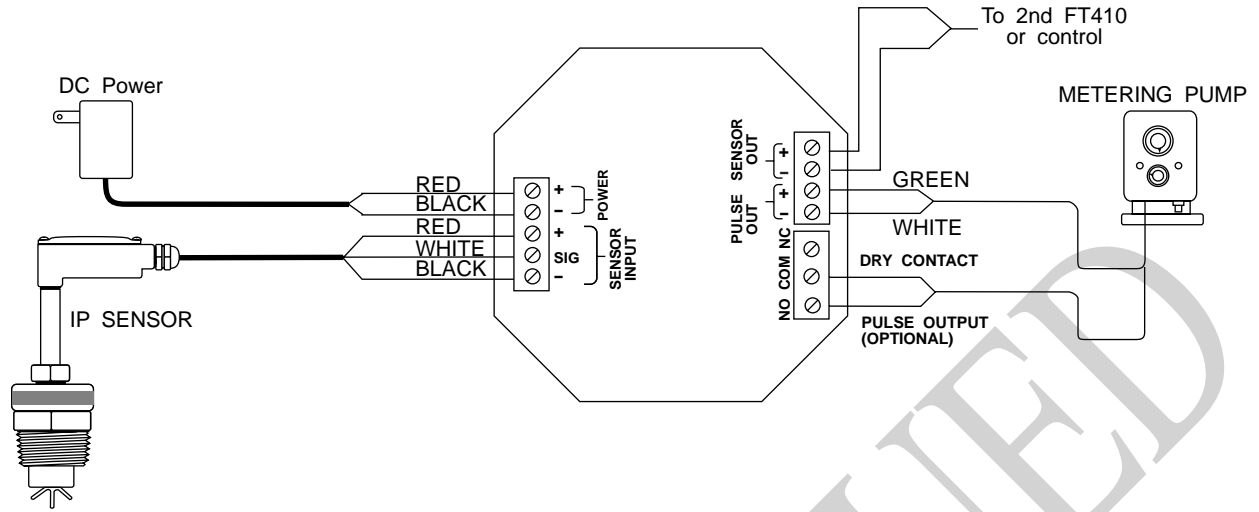 To 2nd FT410
or control
DC Power
METERING PUMP
SENSOR
OUT
+
-
PULSE
OUT
+
-
GREEN
WHITE
RED
BLACK
+
-
POWER
RED
WHITE
BLACK
+
SIG
-
SENSOR
INPUT
NO COM NC
DRY CONTACT
PULSE OUTPUT
(OPTIONAL)
IP SENSOR
UED